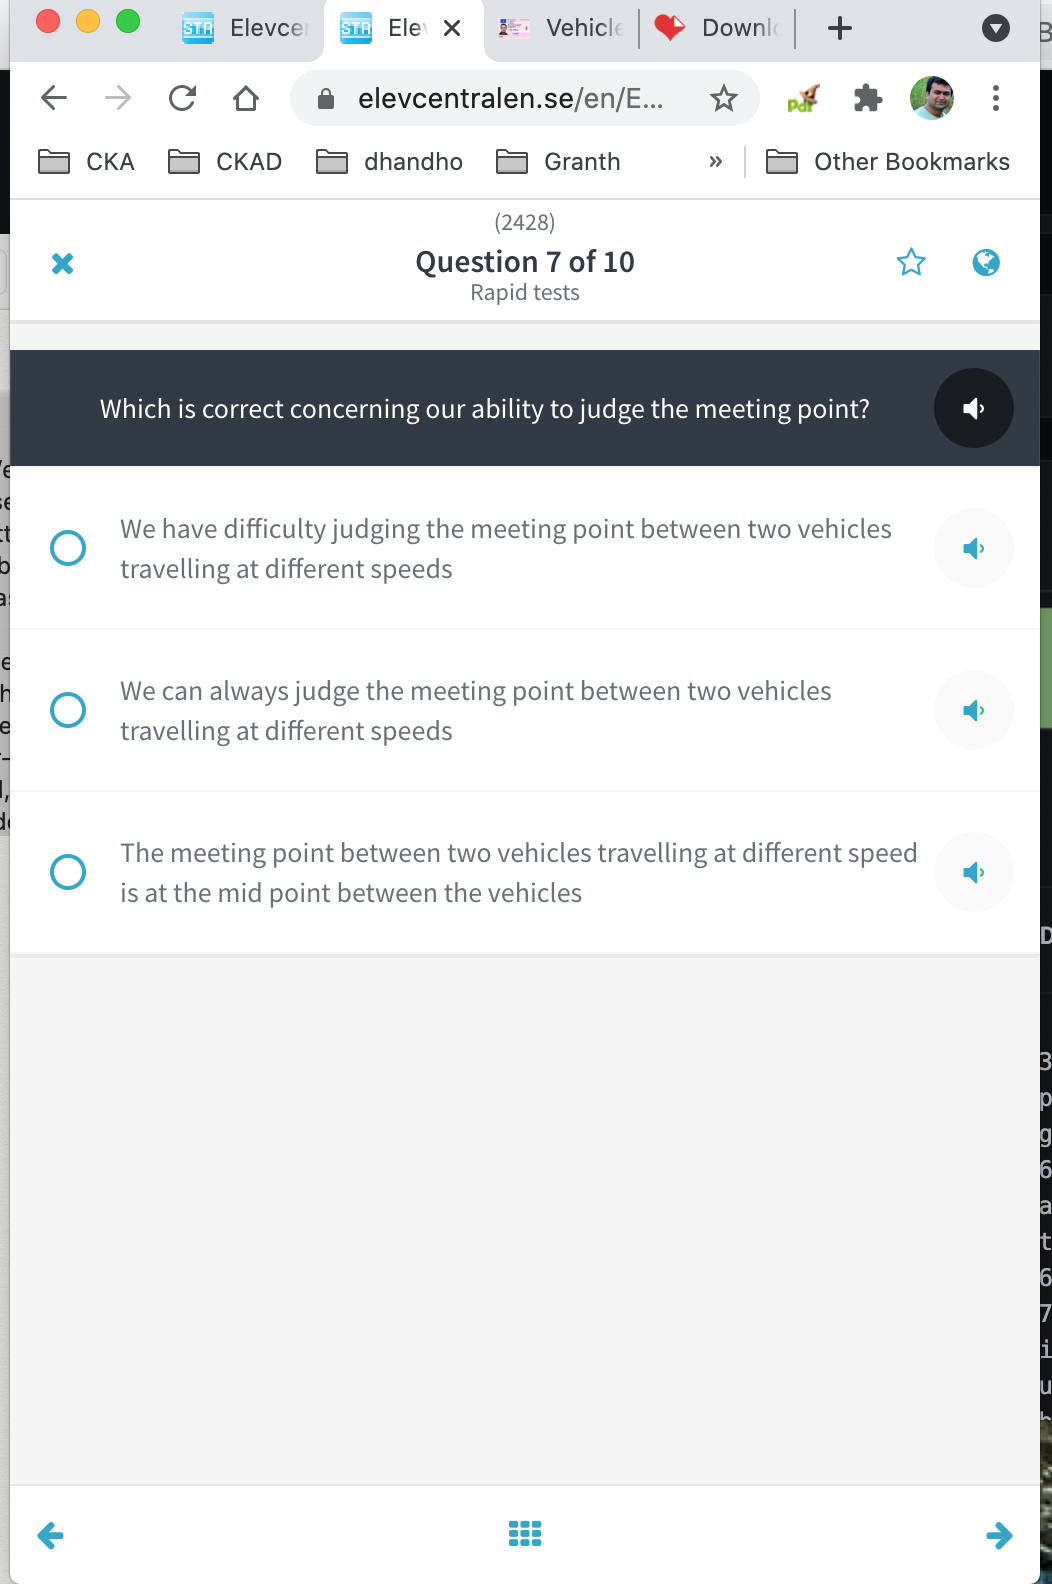 STR Elevce
STR Ele
Vehicle
Downlo
elevcentralen.se/en/E...
pdf
CKA
CKAD
dhandho
Granth
»
Other Bookmarks
(2428)
Question 7 of 10
Rapid tests
Which is correct concerning our ability to judge the meeting point?
We have difficulty judging the meeting point between two vehicles
travelling at different speeds
We can always judge the meeting point between two vehicles
travelling at different speeds
The meeting point between two vehicles travelling at different speed
is at the mid point between the vehicles